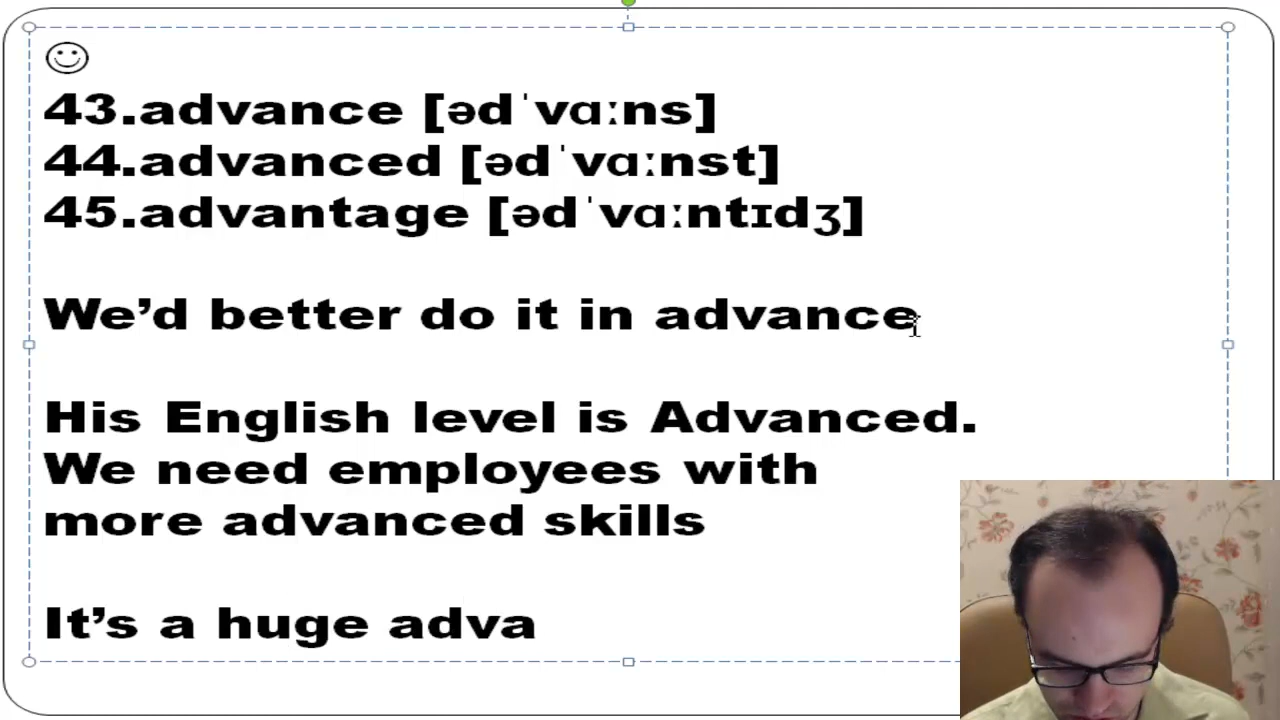 43.advance [ədˈvɑːns]
44.advanced [ədˈvɑːnst]
45.advantage [ədˈvɑːntɪdʒ]
We’d better do it in advance
His English level is Advanced.
We need employees with
more advanced skills
It’s a huge adva